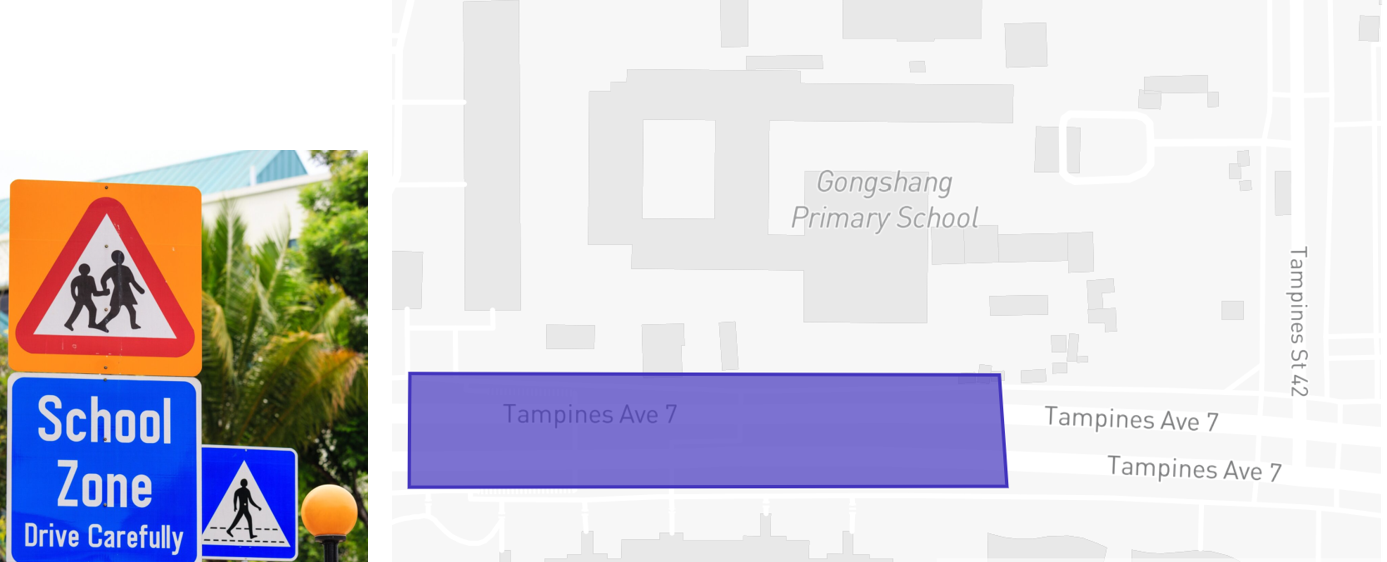 School
Zone
Drive Carefully
Gongshang
Primary School
Tampines St 42
Tampines Ave 7
Tampines Ave 7
Tampines Ave 7